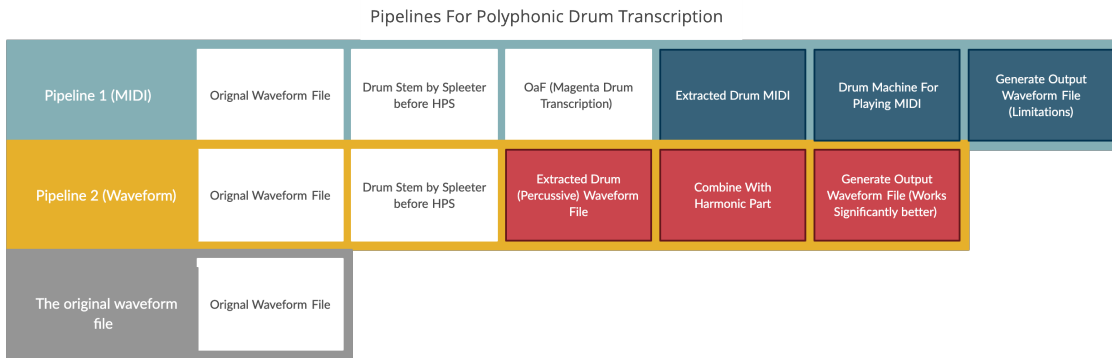 Pipelines For Polyphonic Drum Transcription
Pipeline 1 (MIDI)
Orignal Waveform File
Drum Stem by Spleeter
before HPS
OaF (Magenta Drum
Transcription)
Extracted Drum MIDI
Drum Machine For
Playing MIDI
Generate Output
Waveform File
(Limitations)
Pipeline 2 (Waveform)
Orignal Waveform File
Drum Stem by Spleeter
before HPS
Extracted Drum
(Percussive) Waveform
File
Combine With
Harmonic Part
Generate Output
Waveform File (Works
Significantly better)
The original waveform
file
Orignal Waveform File